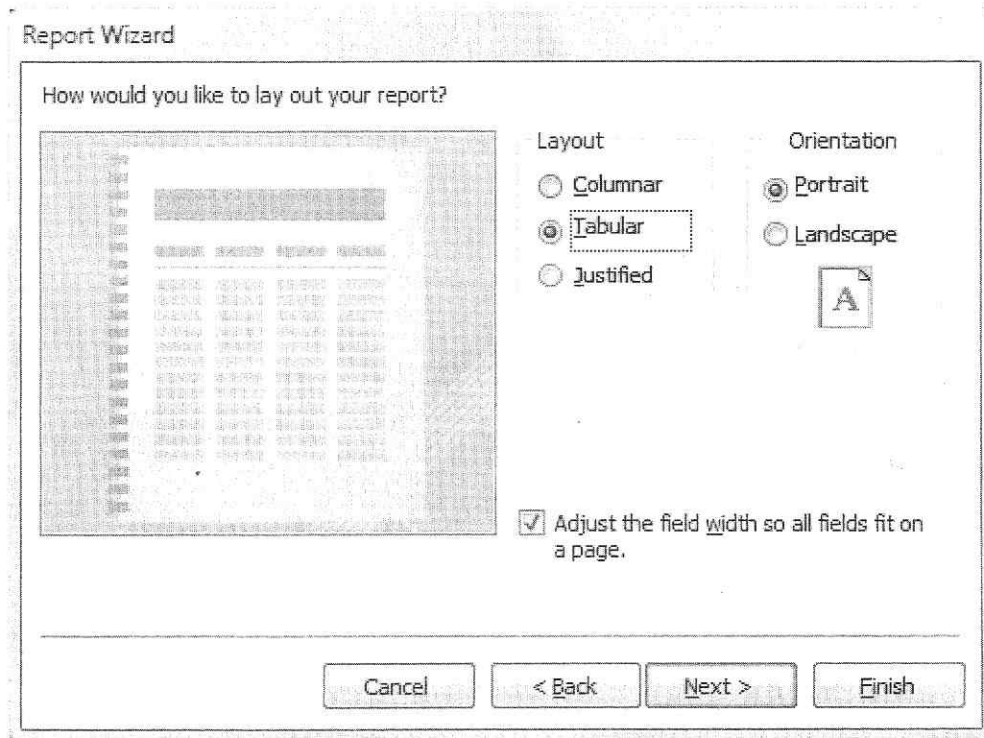 Report Wizard
How would you like to lay out your report?
Layout
Columnar
Tabular
Justified
Orientation
Portrait
Landscape
A
Adjust the field width so all fields fit on
a page.
Cancel
< Back
Next >
Finish